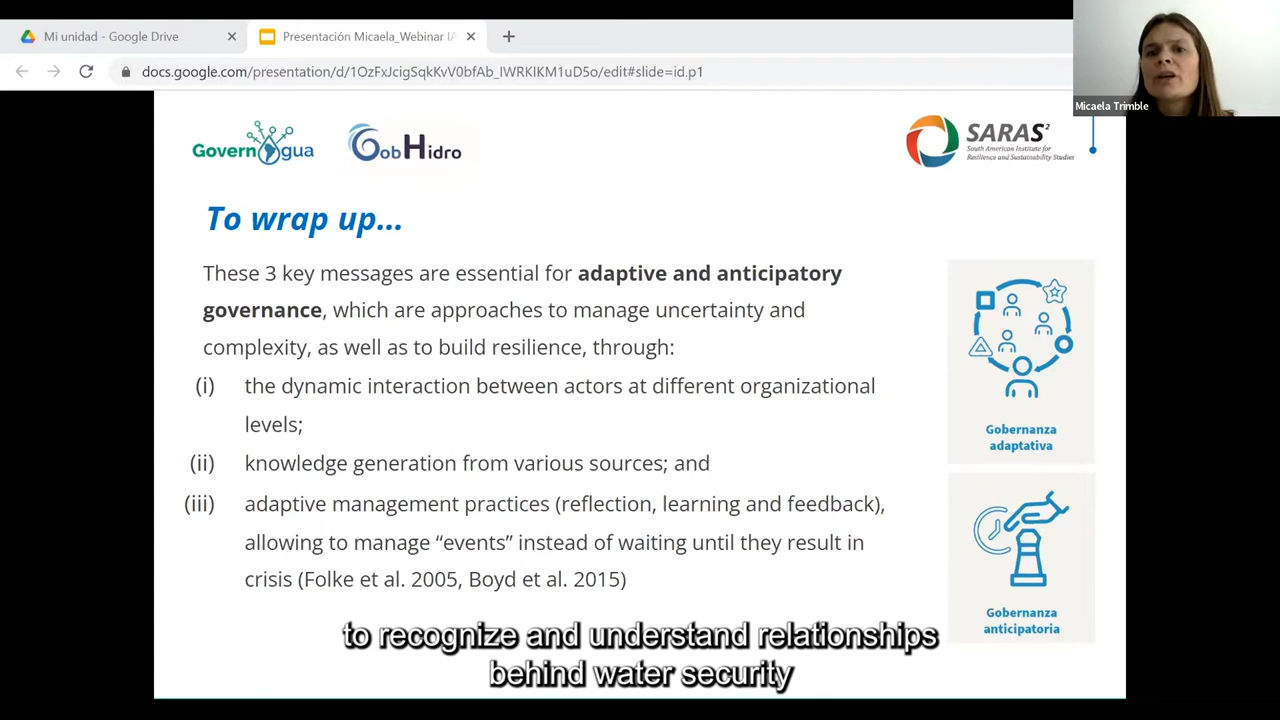 Mi unidad - Google Drive
Presentación Micaela_Webinar IA
docs.google.com/presentation/d/1OzFxJcigSqkKvV0bfAb_IWRKIKM1uD5o/edit#slide=id.p1
Micaela Trimble
GovernAgua
GobHidro
SARAS²
South American Institute for
Resilience and Sustainability Studies
To wrap up...
These 3 key messages are essential for adaptive and anticipatory
governance, which are approaches to manage uncertainty and
complexity, as well as to build resilience, through:
(i) the dynamic interaction between actors at different organizational
levels;
(ii) knowledge generation from various sources; and
(iii) adaptive management practices (reflection, learning and feedback),
allowing to manage “events” instead of waiting until they result in
crisis (Folke et al. 2005, Boyd et al. 2015)
Gobernanza
adaptativa
Gobernanza
anticipatoria
to recognize and understand relationships
behind water security